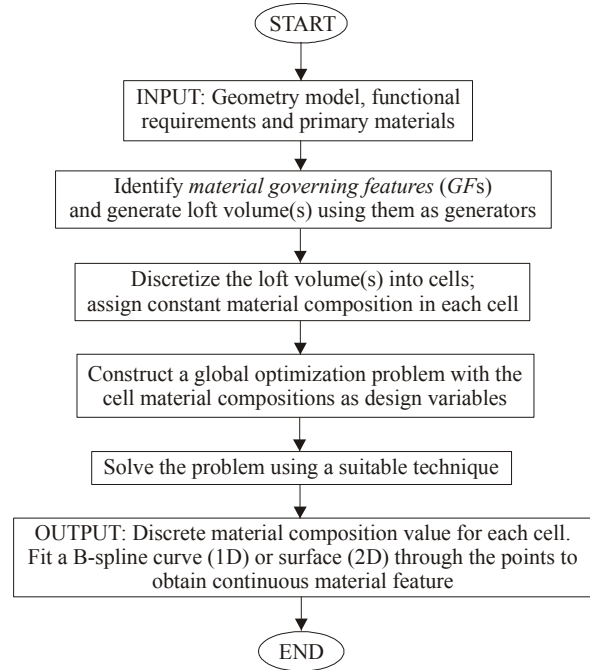 START
INPUT: Geometry model, functional
requirements and primary materials
Identify material governing features (GFs)
and generate loft volume(s) using them as generators
Discretize the loft volume(s) into cells;
assign constant material composition in each cell
Construct a global optimization problem with the
cell material compositions as design variables
Solve the problem using a suitable technique
OUTPUT: Discrete material composition value for each cell.
Fit a B-spline curve (1D) or surface (2D) through the points to
obtain continuous material feature
END